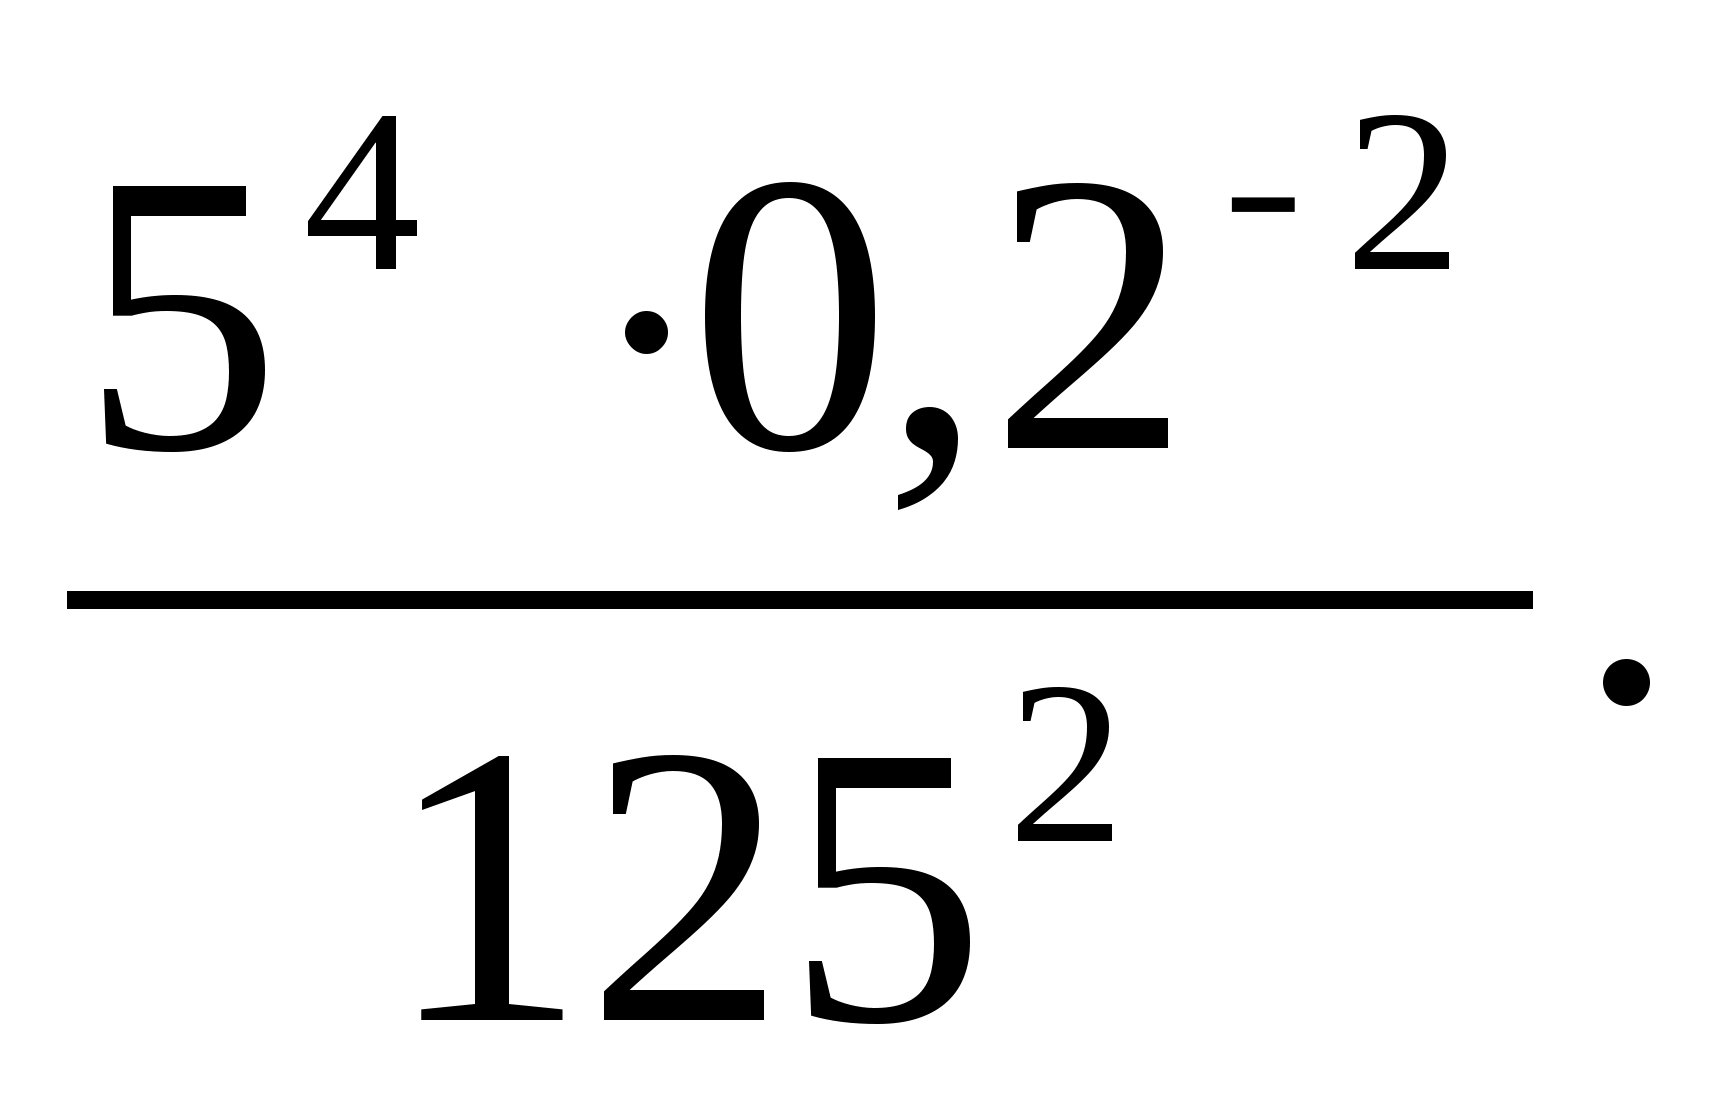 5⁴ ·0,2⁻²
125² .